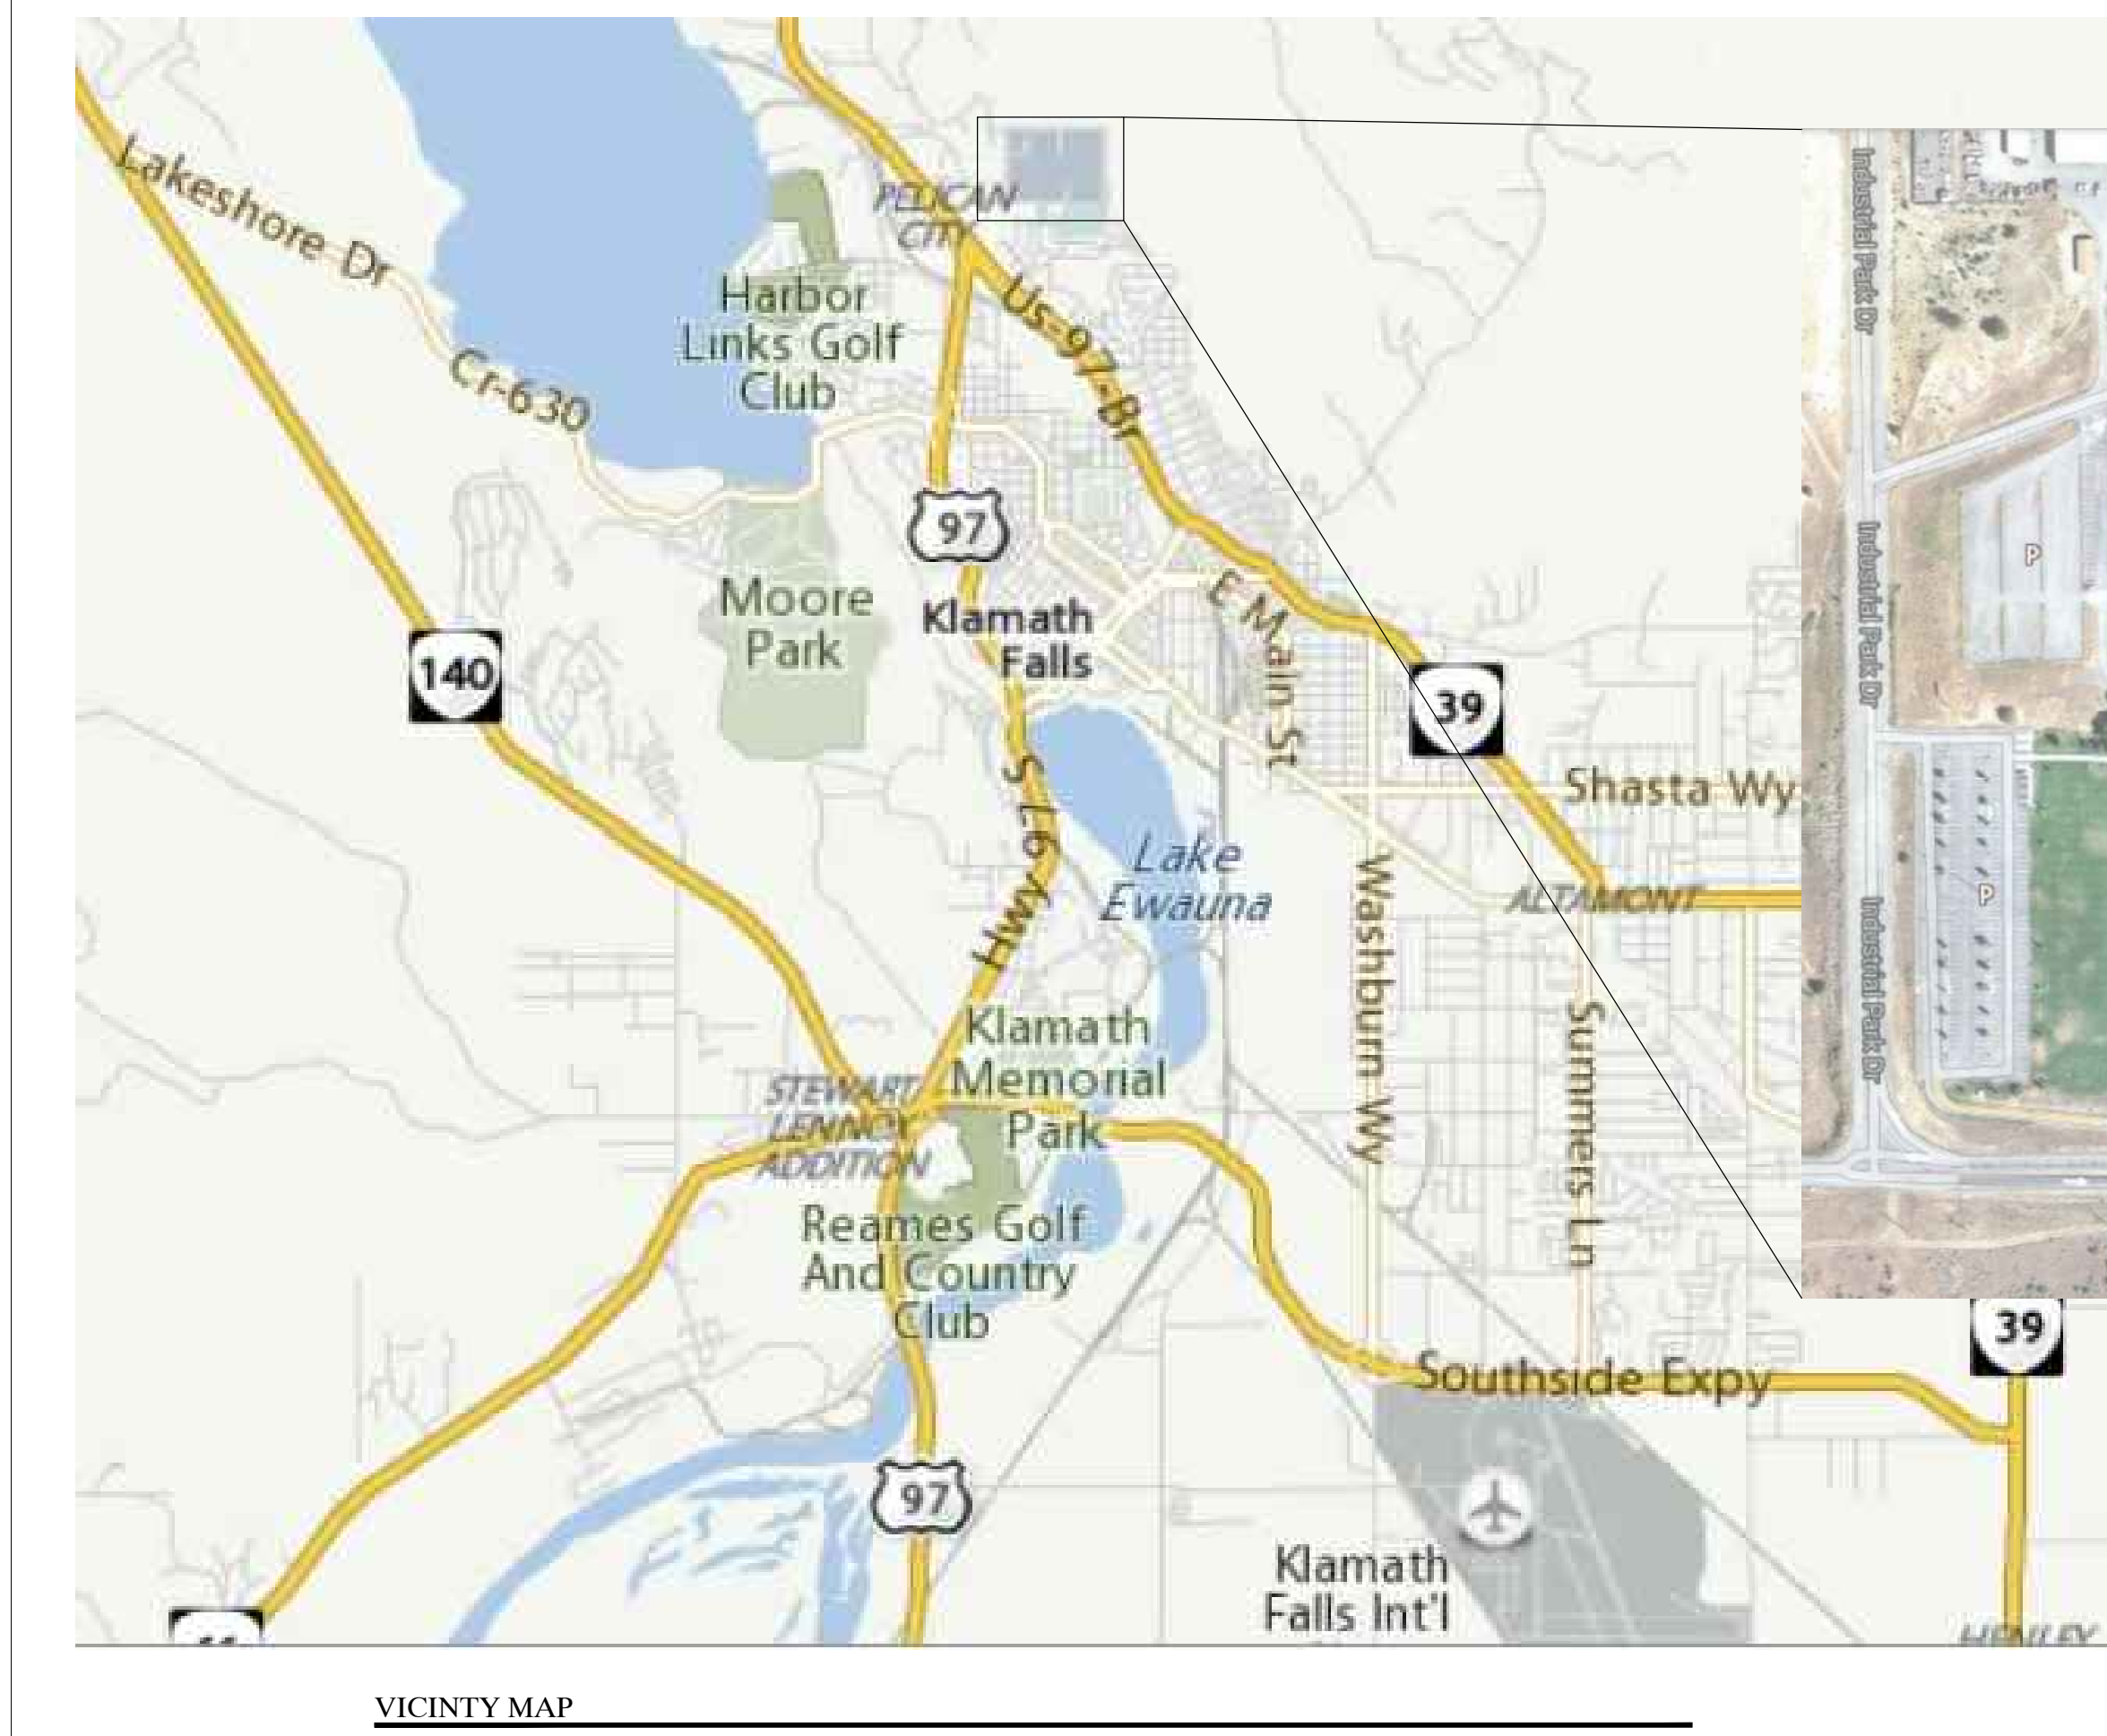 Lakeshore Dr
PELICAN
CITY
Industrial Park Dr
Harbor
Links Golf
Club
Us-97-Br
Cr-630
97
P
Industrial Park Dr
Moore
Park
Klamath
Falls
E Main St
140
39
Shasta Wy
S 97
Hwy
Lake
Ewauna
ALTAMONT
P
Washburn Wy
Industrial Park Dr
Summers Ln
Klamath
Memorial
Park
STEWART
LENNOX
ADDITION
Reames Golf
And Country
Club
39
Southside Expy
97
Klamath
Falls Int'l
HENLEY
VICINTY MAP